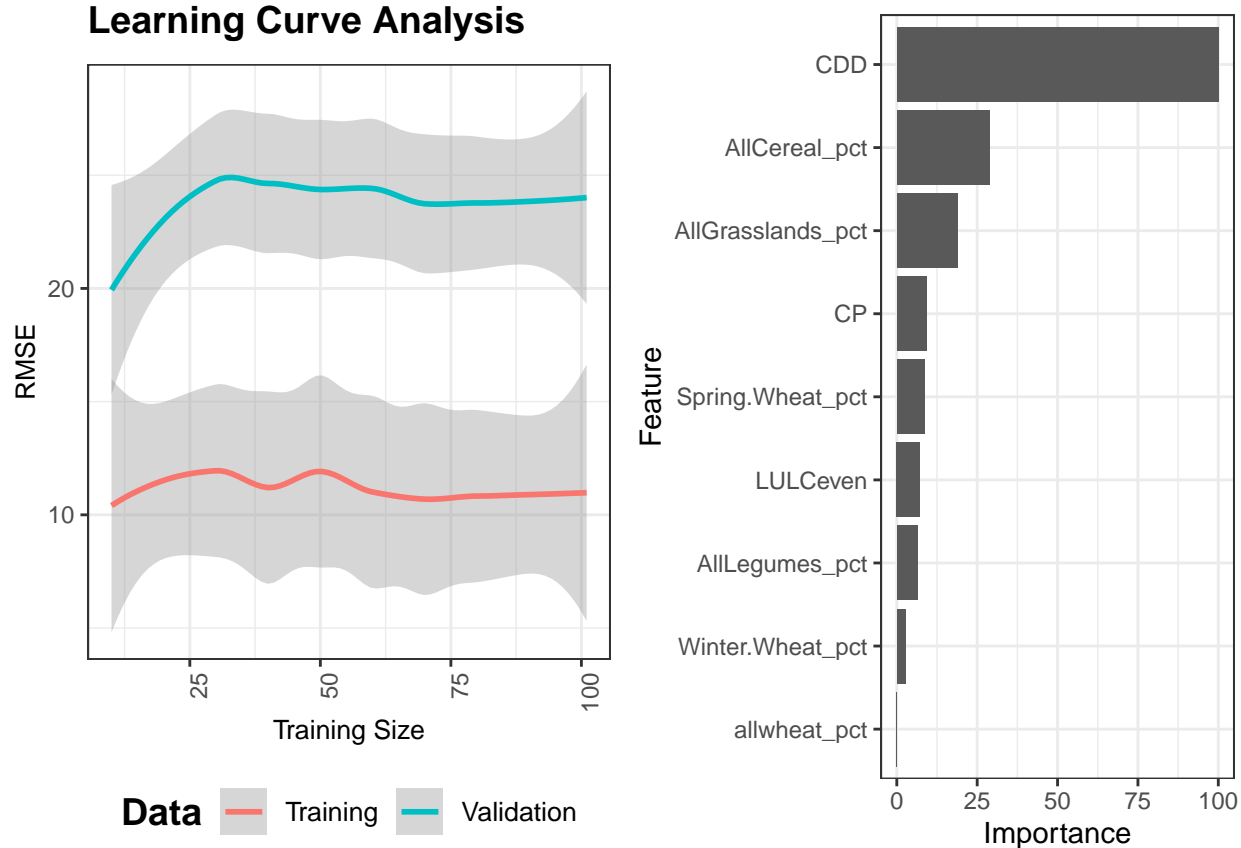 Learning Curve Analysis
RMSE
20
10
25
50
75
100
Training Size
Data
Training
Validation
Feature
CDD
AllCereal_pct
AllGrasslands_pct
CP
Spring.Wheat_pct
LULCeven
AllLegumes_pct
Winter.Wheat_pct
allwheat_pct
0
25
50
75
100
Importance